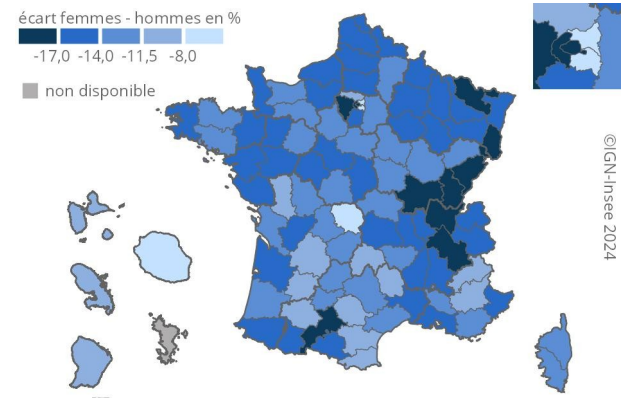 écart femmes - hommes en %
-17,0 -14,0 -11,5 -8,0
non disponible
©IGN-Insee 2024